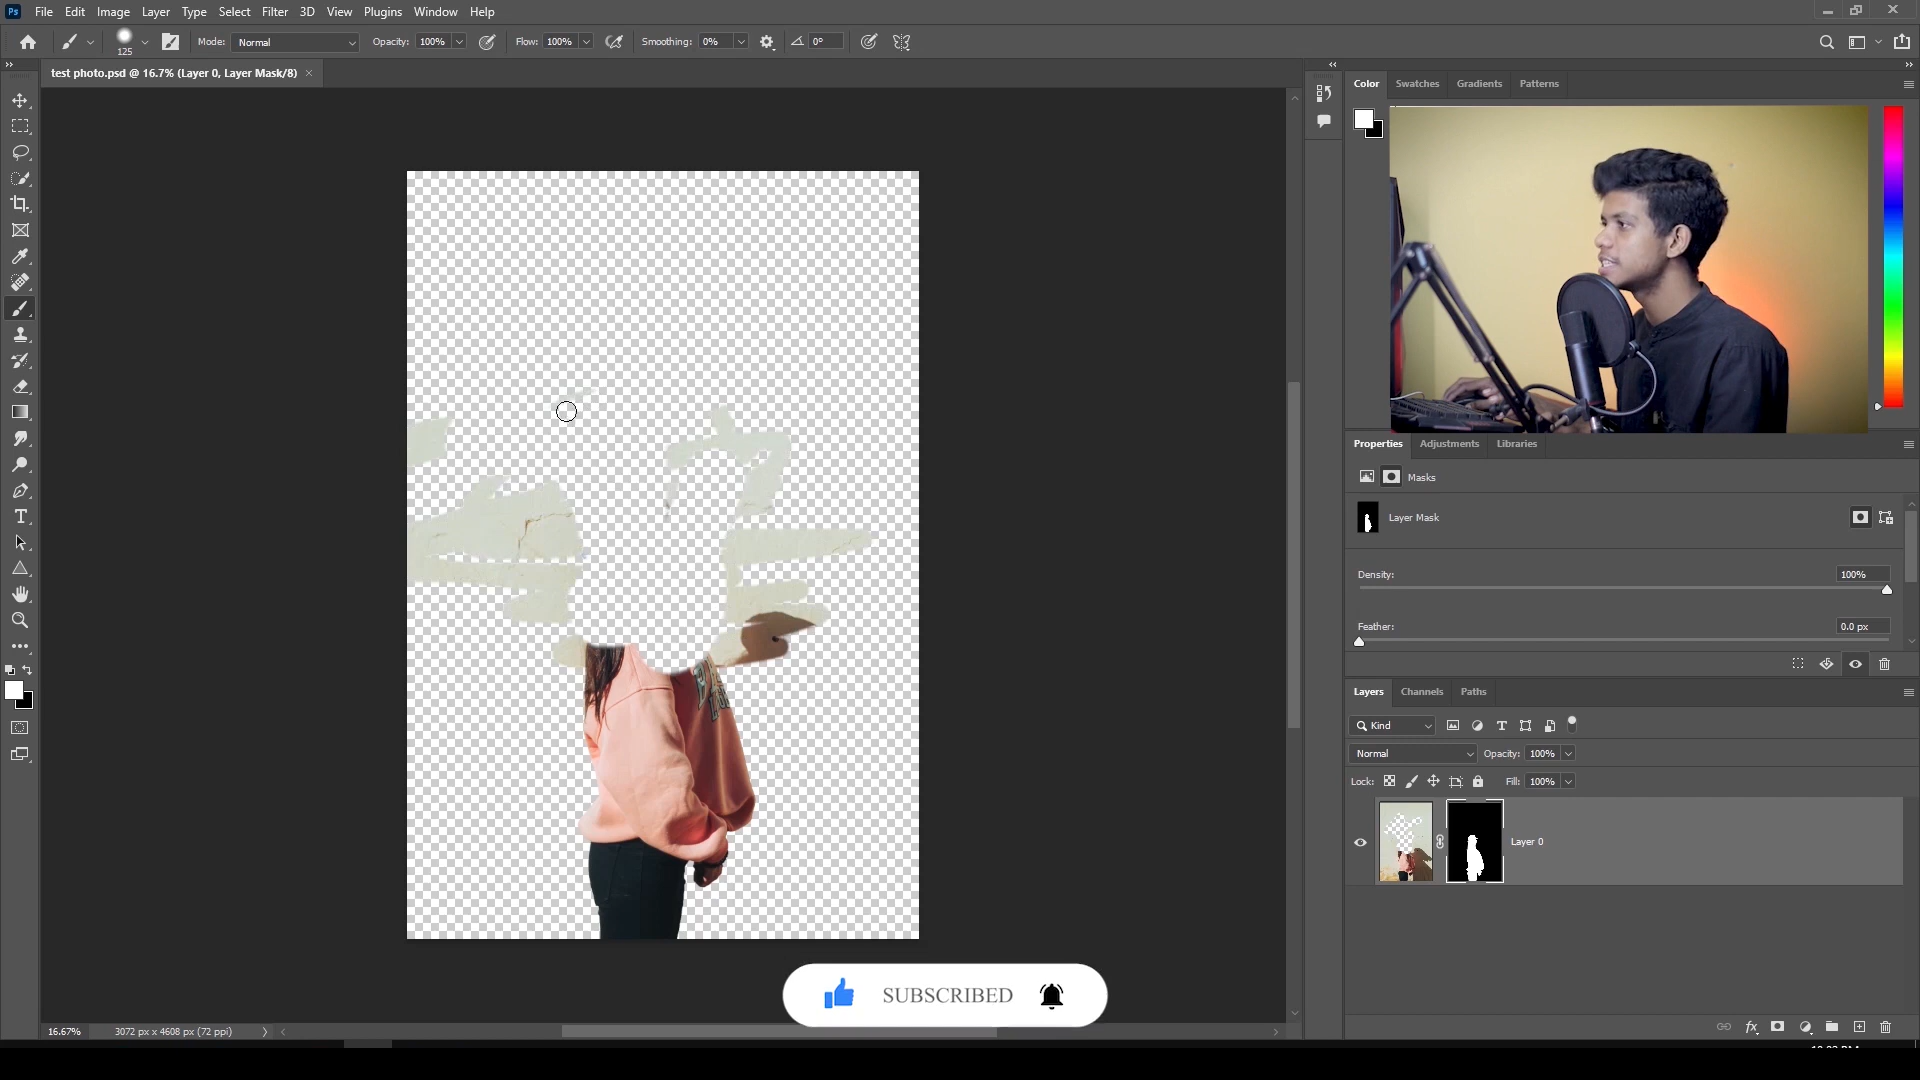 Ps File Edit Image Layer Type Select Filter 3D View Plugins Window Help
125 Mode: Normal Opacity: 100% Flow: 100% Smoothing: 0% 0°
test photo.psd @ 16.7% (Layer 0, Layer Mask/8) ×
Color Swatches Gradients Patterns
Properties Adjustments Libraries
Masks
Layer Mask
Density: 100%
Feather: 0.0 px
Layers Channels Paths
Kind
Normal Opacity: 100%
Lock: Fill: 100%
Layer 0
SUBSCRIBED
16.67% 3072 px x 4608 px (72 ppi)